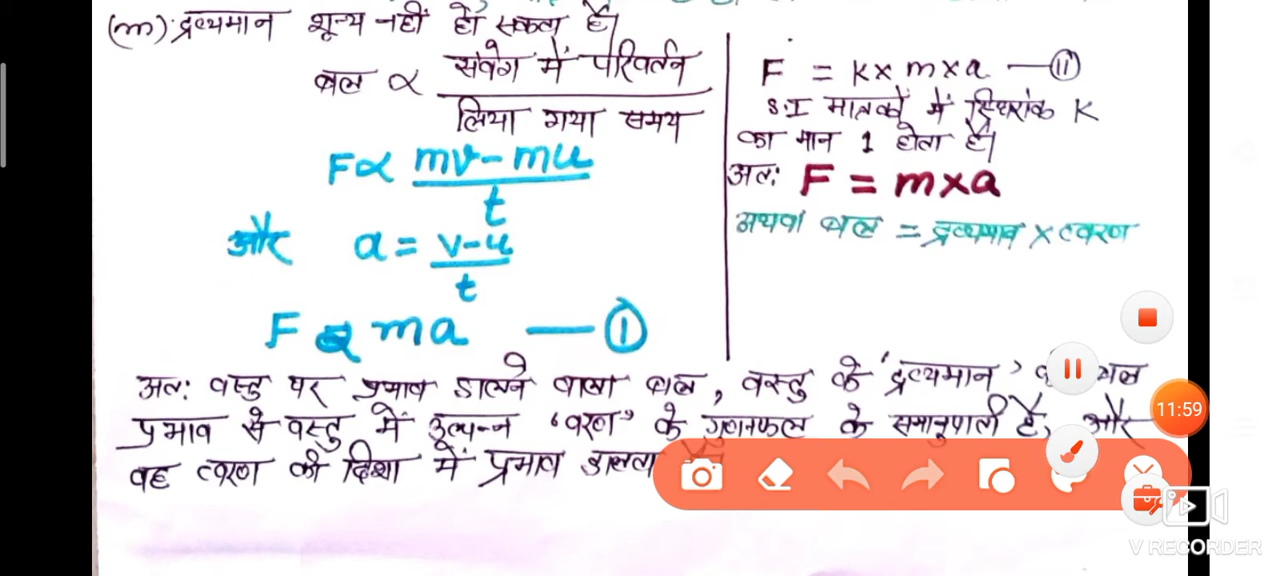 (m). द्रव्यमान शून्य नहीं हो सकता है।
बल ∝ संवेग में परिवर्तन
लिया गया समय
F∝ mv-mu
t
और a = v-u
t
F ∝ ma — ①
F = K× m×a —⑪
S.I मात्रकों में स्थिरांक K
का मान 1 होता है।
अतः F = m×a
अथवा बल = द्रव्यमान × त्वरण
अतः वस्तु पर प्रभाव डालने वाला बल, वस्तु के 'द्रव्यमान'
प्रभाव से वस्तु में उत्पन्न 'वरण' के गुणनफल के समानुपाती है, और
वह त्वरण की दिशा में प्रभाव डालता
11:59
V RECORDER